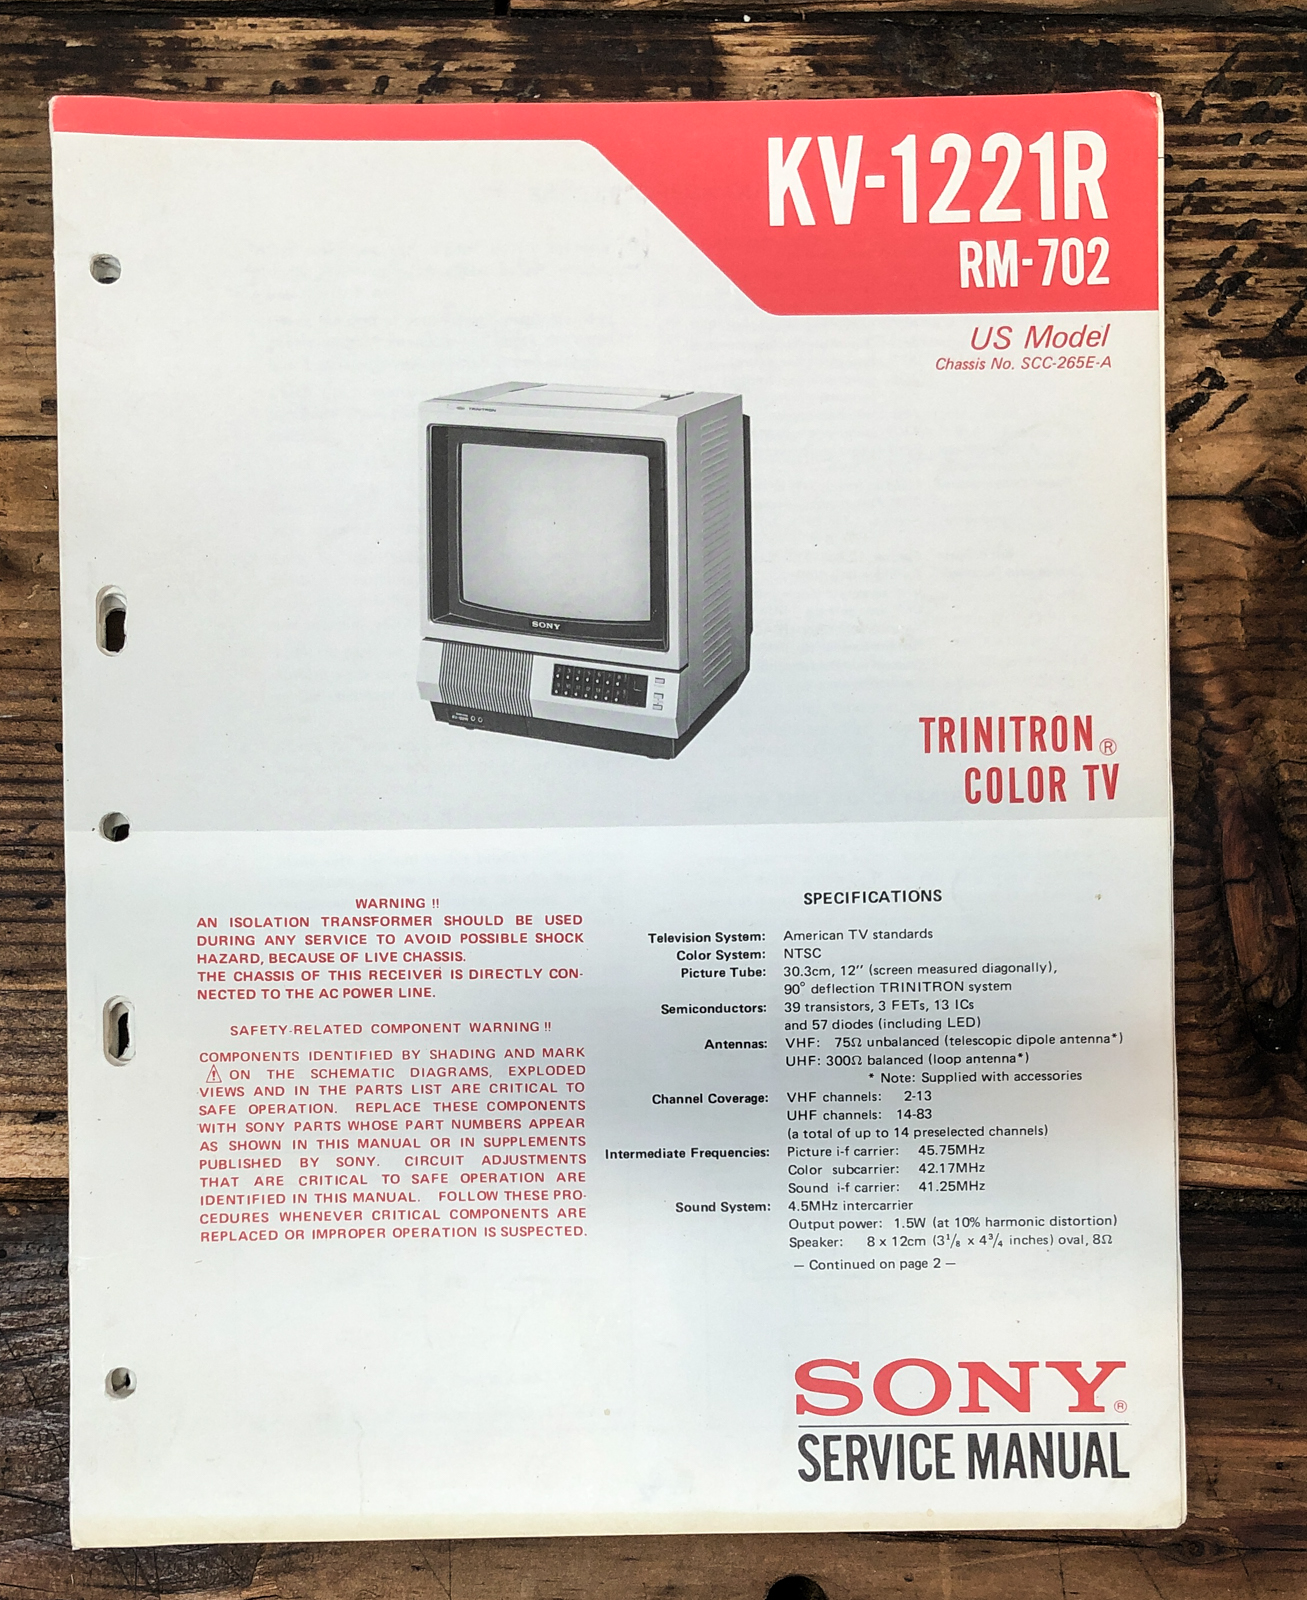 KV-1221R
RM-702
US Model
Chassis No. SCC-265E-A
TRINITRON
SONY
TRINITRON®
COLOR TV
WARNING !!
AN ISOLATION TRANSFORMER SHOULD BE USED
DURING ANY SERVICE TO AVOID POSSIBLE SHOCK
HAZARD, BECAUSE OF LIVE CHASSIS.
THE CHASSIS OF THIS RECEIVER IS DIRECTLY CON-
NECTED TO THE AC POWER LINE.
SAFETY-RELATED COMPONENT WARNING !!
COMPONENTS IDENTIFIED BY SHADING AND MARK
⚠ ON THE SCHEMATIC DIAGRAMS, EXPLODED
VIEWS AND IN THE PARTS LIST ARE CRITICAL TO
SAFE OPERATION. REPLACE THESE COMPONENTS
WITH SONY PARTS WHOSE PART NUMBERS APPEAR
AS SHOWN IN THIS MANUAL OR IN SUPPLEMENTS
PUBLISHED BY SONY. CIRCUIT ADJUSTMENTS
THAT ARE CRITICAL TO SAFE OPERATION ARE
IDENTIFIED IN THIS MANUAL. FOLLOW THESE PRO-
CEDURES WHENEVER CRITICAL COMPONENTS ARE
REPLACED OR IMPROPER OPERATION IS SUSPECTED.
SPECIFICATIONS
Television System: American TV standards
Color System: NTSC
Picture Tube: 30.3cm, 12'' (screen measured diagonally),
90° deflection TRINITRON system
Semiconductors: 39 transistors, 3 FETs, 13 ICs
and 57 diodes (including LED)
Antennas: VHF: 75Ω unbalanced (telescopic dipole antenna*)
UHF: 300Ω balanced (loop antenna*)
* Note: Supplied with accessories
Channel Coverage: VHF channels: 2-13
UHF channels: 14-83
(a total of up to 14 preselected channels)
Intermediate Frequencies: Picture i-f carrier: 45.75MHz
Color subcarrier: 42.17MHz
Sound i-f carrier: 41.25MHz
Sound System: 4.5MHz intercarrier
Output power: 1.5W (at 10% harmonic distortion)
Speaker: 8 x 12cm (3 1/8 x 4 3/4 inches) oval, 8Ω
— Continued on page 2 —
SONY®
SERVICE MANUAL